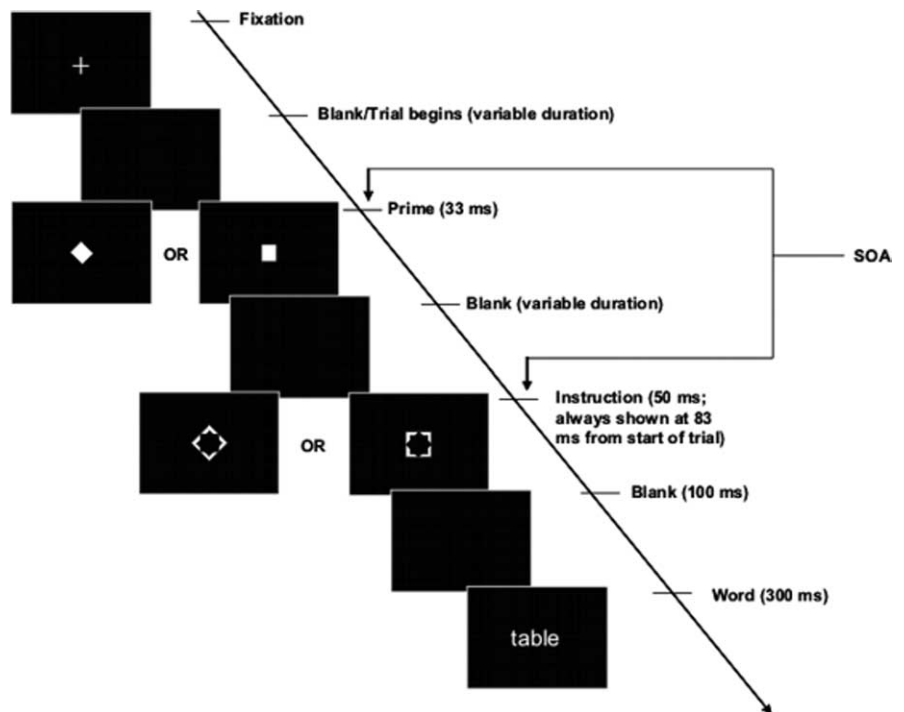 Fixation
Blank/Trial begins (variable duration)
Prime (33 ms)
OR
SOA
Blank (variable duration)
Instruction (50 ms;
always shown at 83
ms from start of trial)
OR
Blank (100 ms)
Word (300 ms)
table